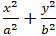 x²/a² + y²/b²